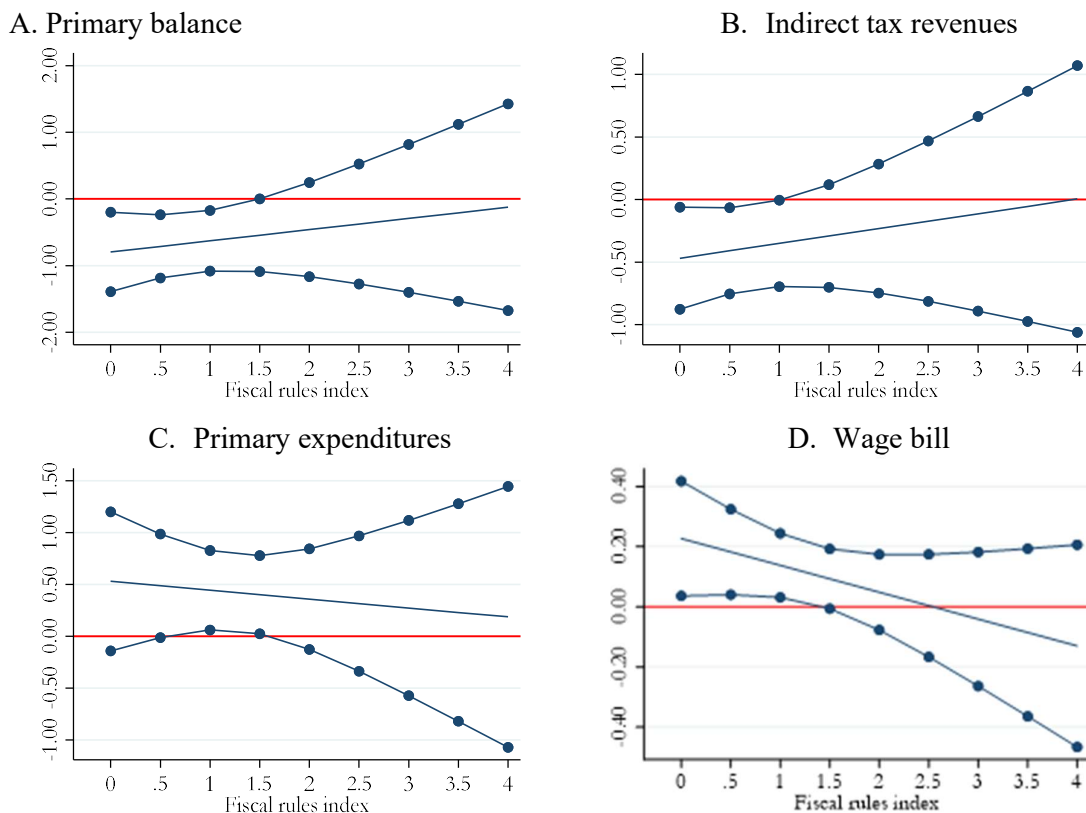 A. Primary balance
2.00
1.00
0.00
-1.00
-2.00
0 .5 1 1.5 2 2.5 3 3.5 4
Fiscal rules index
B. Indirect tax revenues
1.00
0.50
0.00
-0.50
-1.00
0 .5 1 1.5 2 2.5 3 3.5 4
Fiscal rules index
C. Primary expenditures
1.50
1.00
0.50
0.00
-0.50
-1.00
0 .5 1 1.5 2 2.5 3 3.5 4
Fiscal rules index
D. Wage bill
0.40
0.20
0.00
-0.20
-0.40
0 .5 1 1.5 2 2.5 3 3.5 4
Fiscal rules index